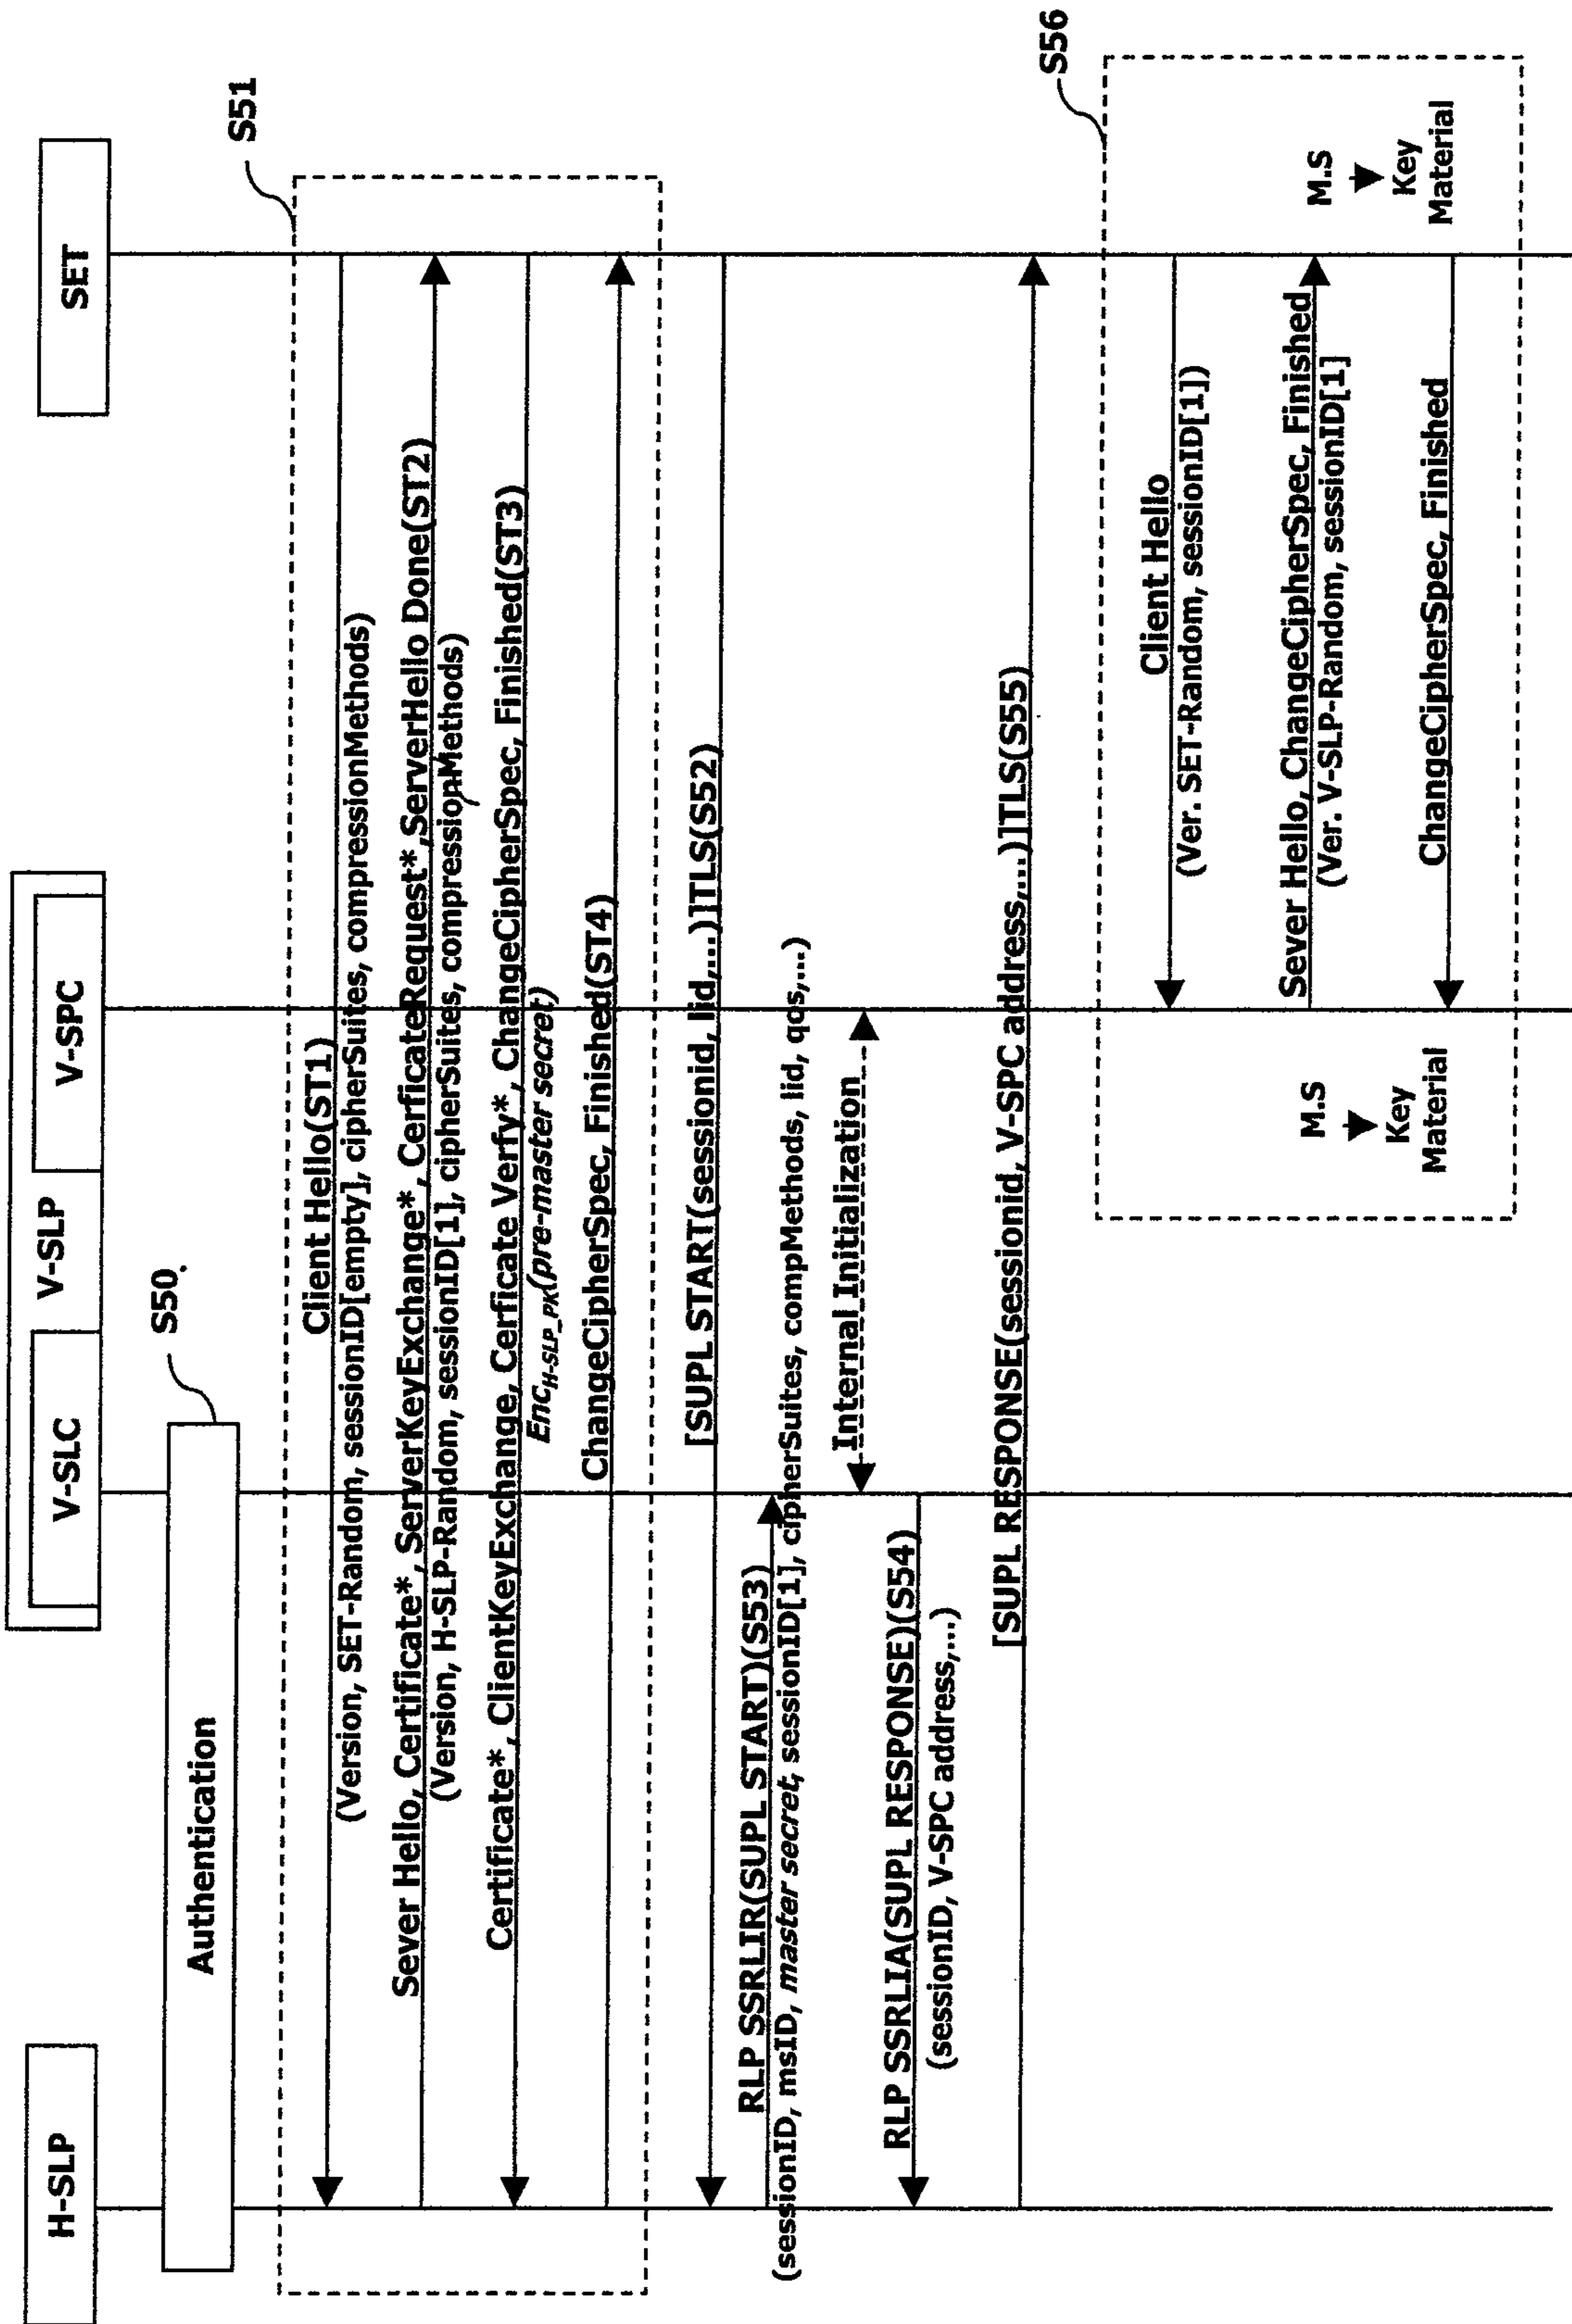 H-SLP
V-SLC
V-SLP
V-SPC
SET
Authentication
S50
S51
Client Hello(ST1)
(Version, SET-Random, sessionID[empty], cipherSuites, compressionMethods)
Sever Hello, Certificate*, ServerKeyExchange*, CerficateRequest*,ServerHello Done(ST2)
(Version, H-SLP-Random, sessionID[1], cipherSuites, compressionMethods)
Certificate*, ClientKeyExchange, Cerficate Verfy*, ChangeCipherSpec, Finished(ST3)
EncH-SLP_PK(pre-master secret)
ChangeCipherSpec, Finished(ST4)
[SUPL START(sessionid, lid,...)]TLS(S52)
RLP SSRLIR(SUPL START)(S53)
(sessionID, msID, master secret, sessionID[1], cipherSuites, compMethods, lid, qos,...)
Internal Initialization
RLP SSRLIA(SUPL RESPONSE)(S54)
(sessionID, V-SPC address,...)
[SUPL RESPONSE(sessionid, V-SPC address,...)]TLS(S55)
S56
Client Hello
(Ver. SET-Random, sessionID[1])
M.S
Key
Material
Sever Hello, ChangeCipherSpec, Finished
(Ver. V-SLP-Random, sessionID[1]
M.S
Key
Material
ChangeCipherSpec, Finished